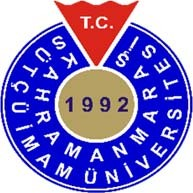 T.C.
KAHRAMANMARAŞ
SÜTÇÜ İMAM ÜNİVERSİTESİ
1992